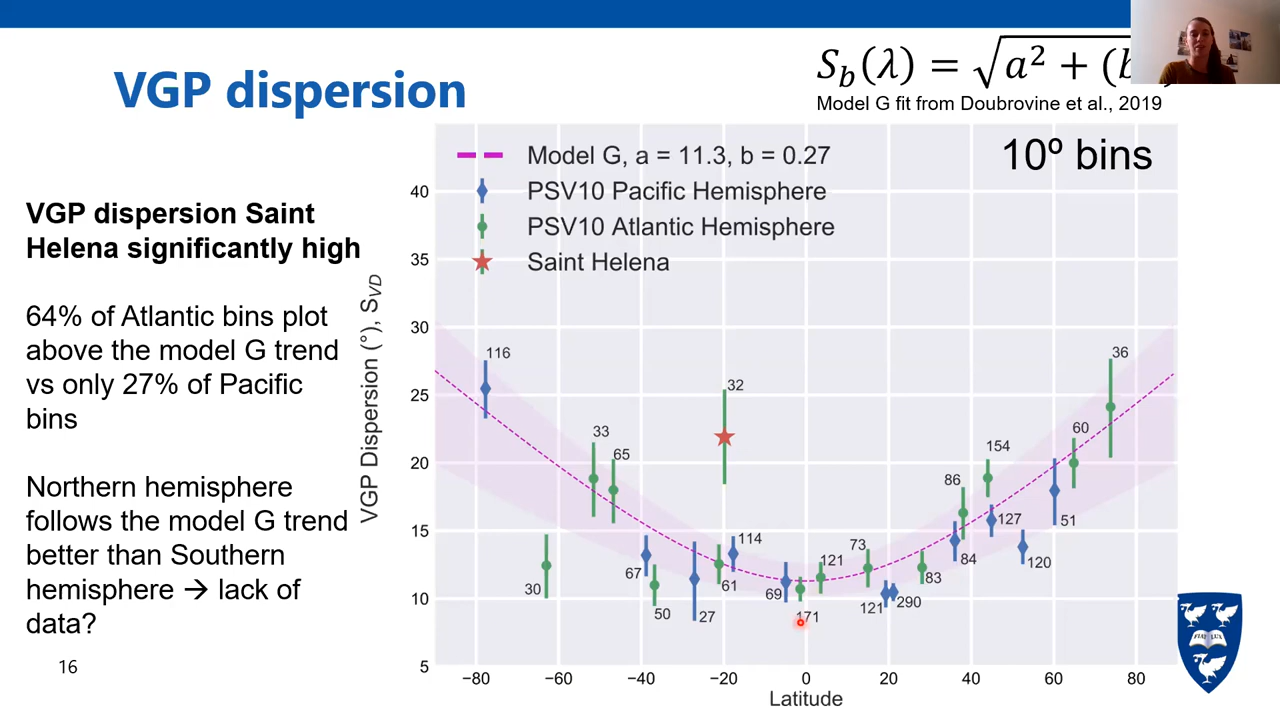 VGP dispersion
S_b(λ) = √a² + (b
Model G fit from Doubrovine et al., 2019
10º bins
Model G, a = 11.3, b = 0.27
PSV10 Pacific Hemisphere
PSV10 Atlantic Hemisphere
Saint Helena
VGP dispersion Saint
Helena significantly high
64% of Atlantic bins plot
above the model G trend
vs only 27% of Pacific
bins
Northern hemisphere
follows the model G trend
better than Southern
hemisphere → lack of
data?
16
VGP Dispersion (°), S_VD
40
35
30
25
20
15
10
5
116
33
65
32
36
60
154
86
127
51
120
84
73
121
83
290
121
171
69
114
61
27
67
50
30
−80
−60
−40
−20
0
20
40
60
80
Latitude
FIAT LUX